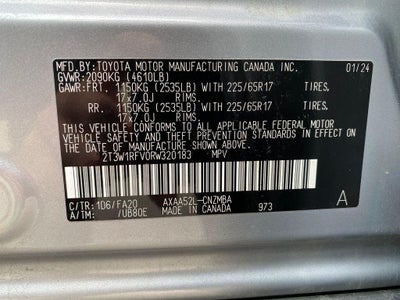 MFD.BY: TOYOTA MOTOR MANUFACTURING CANADA INC. 01/24
GVWR: 2090KG (4610LB)
GAWR: FRT. 1150KG (2535LB) WITH 225/65R17 TIRES,
17x7.0J RIMS
RR. 1150KG (2535LB) WITH 225/65R17 TIRES,
17x7.0J RIMS
THIS VEHICLE CONFORMS TO ALL APPLICABLE FEDERAL MOTOR
VEHICLE SAFETY AND THEFT PREVENTION STANDARDS IN EFFECT
ON THE DATE OF MANUFACTURE SHOWN ABOVE.
2T3W1RFV0RW320183 MPV
C/TR: 1D6/FA20 AXAA52L-CNZMBA A
A/TM: /UB80E MADE IN CANADA 973